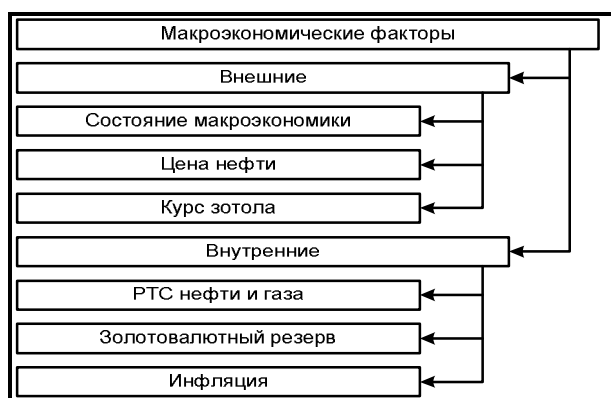 Макроэкономические факторы
Внешние
Состояние макроэкономики
Цена нефти
Курс зотола
Внутренние
РТС нефти и газа
Золотовалютный резерв
Инфляция